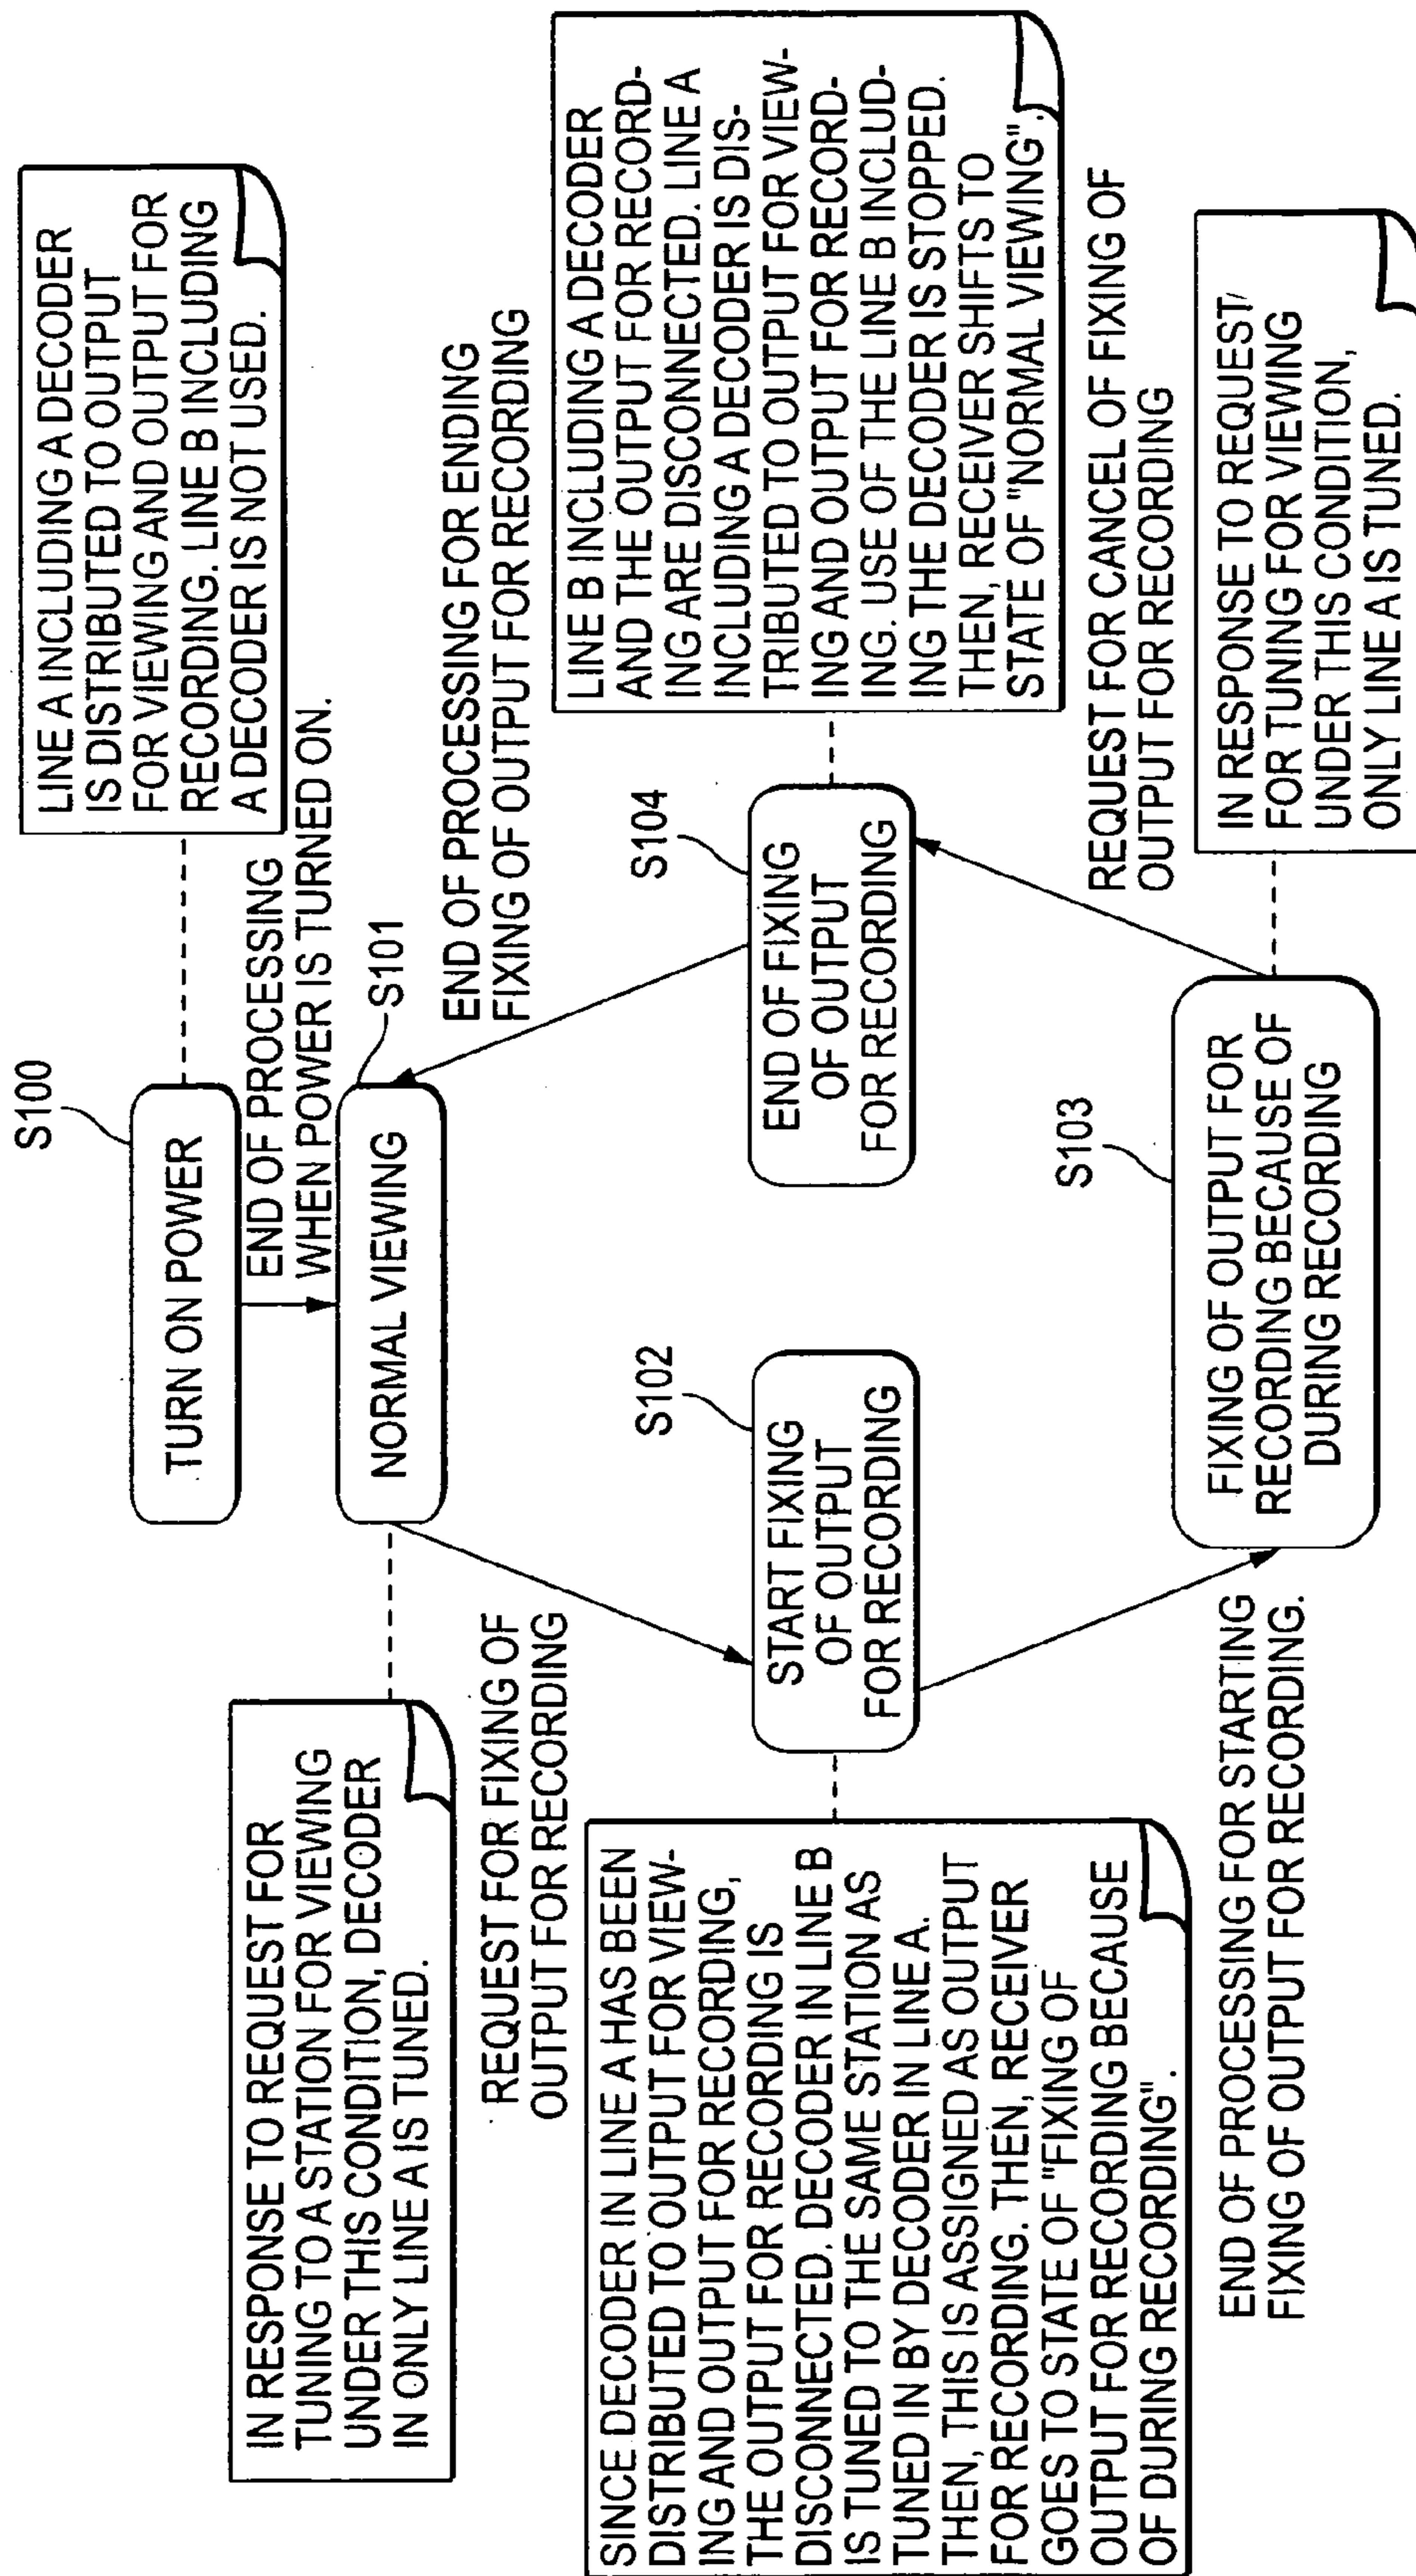 S100
TURN ON POWER
LINE A INCLUDING A DECODER
IS DISTRIBUTED TO OUTPUT
FOR VIEWING AND OUTPUT FOR
RECORDING. LINE B INCLUDING
A DECODER IS NOT USED.
END OF PROCESSING
WHEN POWER IS TURNED ON.
S101
NORMAL VIEWING
IN RESPONSE TO REQUEST FOR
TUNING TO A STATION FOR VIEWING
UNDER THIS CONDITION, DECODER
IN ONLY LINE A IS TUNED.
REQUEST FOR FIXING OF
OUTPUT FOR RECORDING
END OF PROCESSING FOR ENDING
FIXING OF OUTPUT FOR RECORDING
S102
START FIXING
OF OUTPUT
FOR RECORDING
SINCE DECODER IN LINE A HAS BEEN
DISTRIBUTED TO OUTPUT FOR VIEW-
ING AND OUTPUT FOR RECORDING,
THE OUTPUT FOR RECORDING IS
DISCONNECTED. DECODER IN LINE B
IS TUNED TO THE SAME STATION AS
TUNED IN BY DECODER IN LINE A.
THEN, THIS IS ASSIGNED AS OUTPUT
FOR RECORDING. THEN, RECEIVER
GOES TO STATE OF "FIXING OF
OUTPUT FOR RECORDING BECAUSE
OF DURING RECORDING".
S104
END OF FIXING
OF OUTPUT
FOR RECORDING
LINE B INCLUDING A DECODER
AND THE OUTPUT FOR RECORD-
ING ARE DISCONNECTED. LINE A
INCLUDING A DECODER IS DIS-
TRIBUTED TO OUTPUT FOR VIEW-
ING AND OUTPUT FOR RECORD-
ING. USE OF THE LINE B INCLUD-
ING THE DECODER IS STOPPED.
THEN, RECEIVER SHIFTS TO
STATE OF "NORMAL VIEWING".
END OF PROCESSING FOR STARTING
FIXING OF OUTPUT FOR RECORDING.
S103
FIXING OF OUTPUT FOR
RECORDING BECAUSE OF
DURING RECORDING
REQUEST FOR CANCEL OF FIXING OF
OUTPUT FOR RECORDING
IN RESPONSE TO REQUEST
FOR TUNING FOR VIEWING
UNDER THIS CONDITION,
ONLY LINE A IS TUNED.